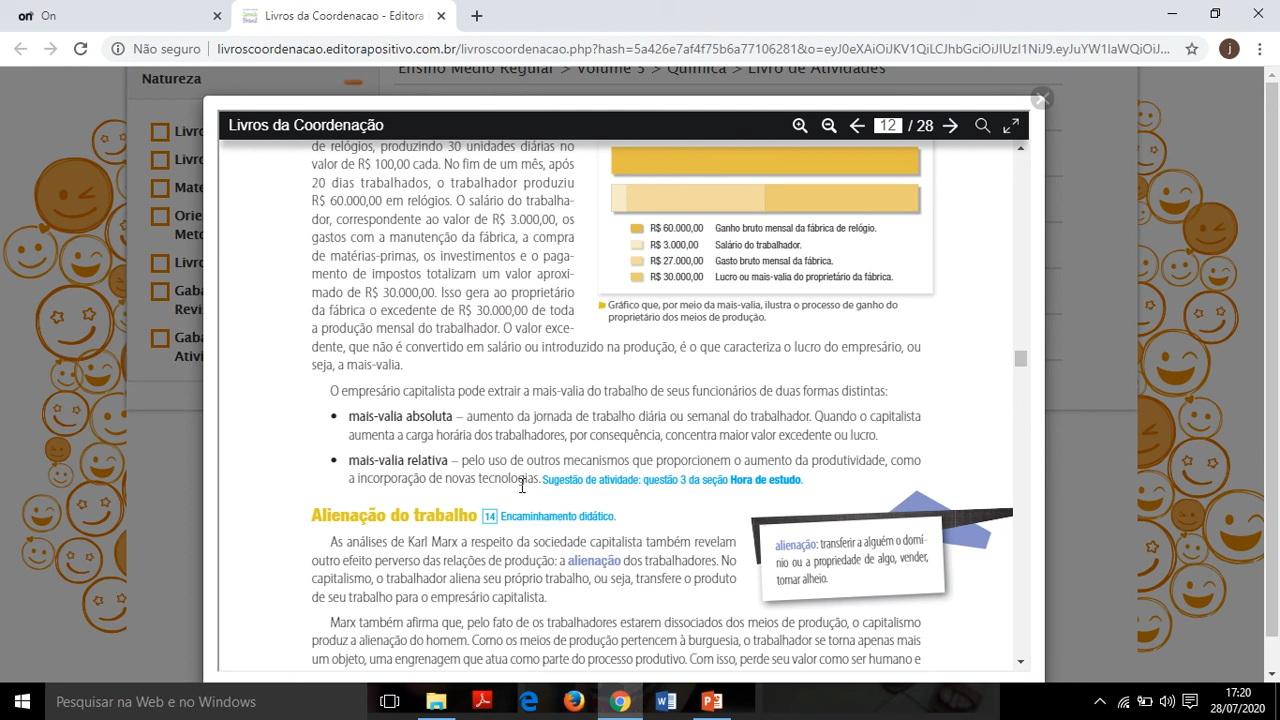 On
Livros da Coordenacao - Editora
Não seguro
livroscoordenacao.editorapositivo.com.br/livroscoordenacao.php?hash=5a426e7af4f75b6a77106281&o=eyJ0eXAiOiJKV1QiLCJhbGciOiJIUzI1NiJ9.eyJuYW1laWQiOiJ...
j
Natureza
Ensino Médio Regular > Volume 5 > Química > Livro de Atividades
Livros da Coordenação
12 / 28
de relógios, produzindo 30 unidades diárias no
valor de R$ 100,00 cada. No fim de um mês, após
20 dias trabalhados, o trabalhador produziu
R$ 60.000,00 em relógios. O salário do trabalha-
dor, correspondente ao valor de R$ 3.000,00, os
gastos com a manutenção da fábrica, a compra
de matérias-primas, os investimentos e o paga-
mento de impostos totalizam um valor aproxi-
mado de R$ 30.000,00. Isso gera ao proprietário
da fábrica o excedente de R$ 30.000,00 de toda
a produção mensal do trabalhador. O valor exce-
dente, que não é convertido em salário ou introduzido na produção, é o que caracteriza o lucro do empresário, ou
seja, a mais-valia.
R$ 60.000,00 Ganho bruto mensal da fábrica de relógio.
R$ 3.000,00 Salário do trabalhador.
R$ 27.000,00 Gasto bruto mensal da fábrica.
R$ 30.000,00 Lucro ou mais-valia do proprietário da fábrica.
Gráfico que, por meio da mais-valia, ilustra o processo de ganho do
proprietário dos meios de produção.
O empresário capitalista pode extrair a mais-valia do trabalho de seus funcionários de duas formas distintas:
• mais-valia absoluta – aumento da jornada de trabalho diária ou semanal do trabalhador. Quando o capitalista
aumenta a carga horária dos trabalhadores, por consequência, concentra maior valor excedente ou lucro.
• mais-valia relativa – pelo uso de outros mecanismos que proporcionem o aumento da produtividade, como
a incorporação de novas tecnologias. Sugestão de atividade: questão 3 da seção Hora de estudo.
Alienação do trabalho 14 Encaminhamento didático.
As análises de Karl Marx a respeito da sociedade capitalista também revelam
outro efeito perverso das relações de produção: a alienação dos trabalhadores. No
capitalismo, o trabalhador aliena seu próprio trabalho, ou seja, transfere o produto
de seu trabalho para o empresário capitalista.
alienação: transferir a alguém o domí-
nio ou a propriedade de algo, vender,
tornar alheio.
Marx também afirma que, pelo fato de os trabalhadores estarem dissociados dos meios de produção, o capitalismo
produz a alienação do homem. Como os meios de produção pertencem à burguesia, o trabalhador se torna apenas mais
um objeto, uma engrenagem que atua como parte do processo produtivo. Com isso, perde seu valor como ser humano e
Livro
Livro
Mate
Orie
Meto
Livro
Gaba
Revi
Gaba
Ativi
Pesquisar na Web e no Windows
17:20
28/07/2020